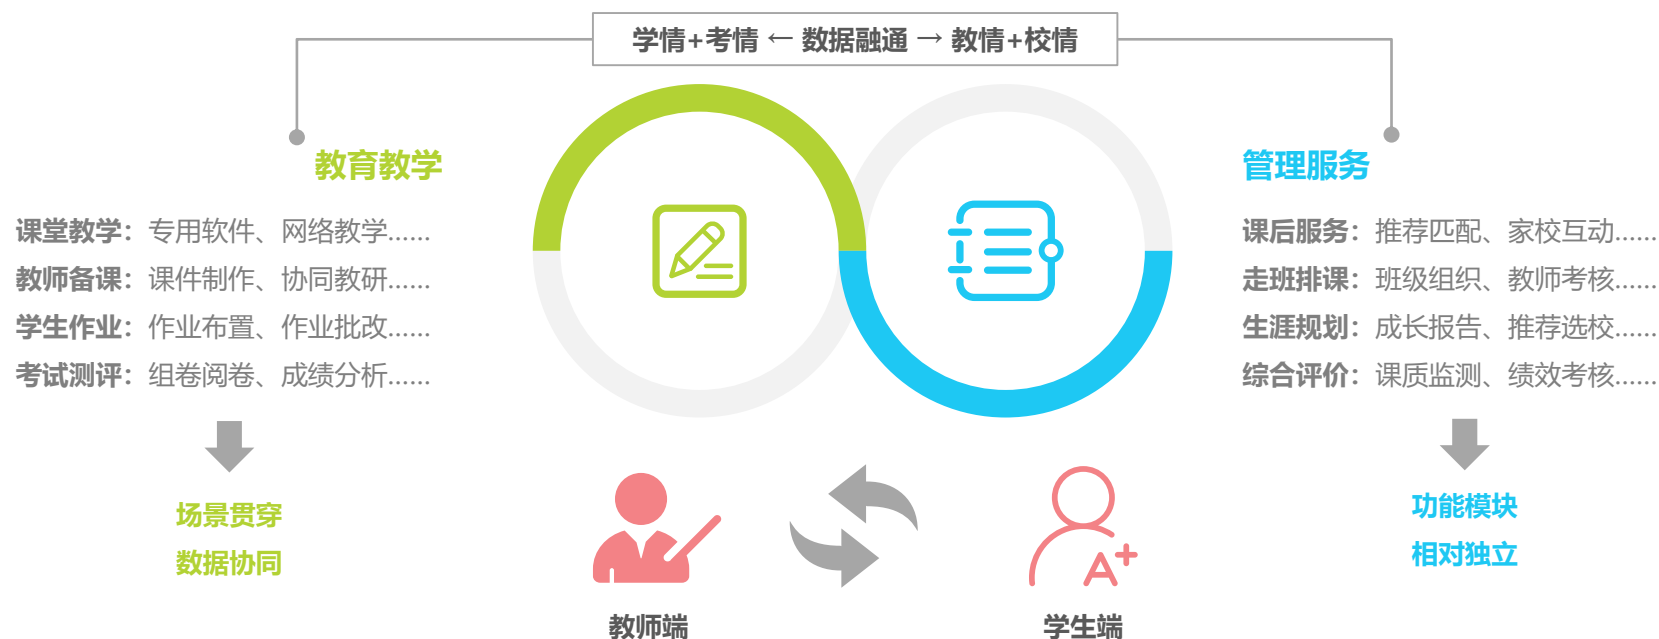 学情+考情 ← 数据融通 → 教情+校情
教育教学
课堂教学：专用软件、网络教学......
教师备课：课件制作、协同教研......
学生作业：作业布置、作业批改......
考试测评：组卷阅卷、成绩分析......
场景贯穿
数据协同
管理服务
课后服务：推荐匹配、家校互动......
走班排课：班级组织、教师考核......
生涯规划：成长报告、推荐选校......
综合评价：课质监测、绩效考核......
功能模块
相对独立
A+
教师端
学生端